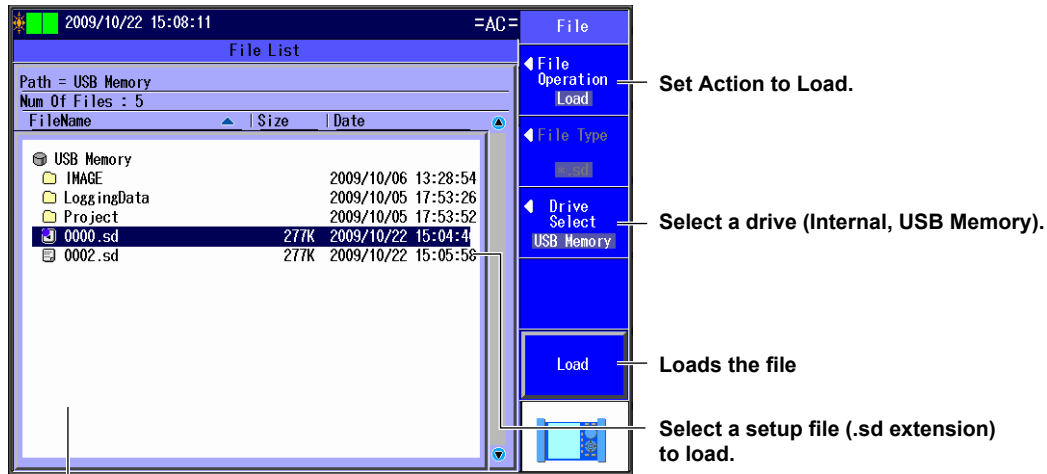 2009/10/22 15:08:11 =AC=
File List
Path = USB Memory
Num Of Files : 5
FileName Size Date
USB Memory
IMAGE 2009/10/06 13:28:54
LoggingData 2009/10/05 17:53:26
Project 2009/10/05 17:53:52
0000.sd 277K 2009/10/22
0002.sd 277K 2009/10/22 15:05:58
File
File
Operation
Load
File Type
*.sd
Drive
Select
USB Memory
Load
Set Action to Load.
Select a drive (Internal, USB Memory).
Loads the file
Select a setup file (.sd extension)
to load.